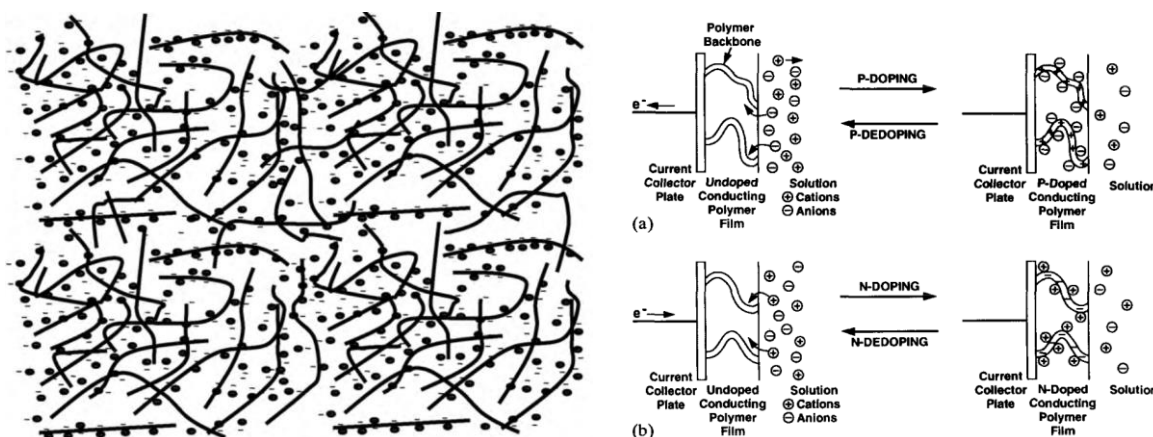 Polymer
Backbone
e⁻
P-DOPING
P-DEDOPING
Current
Collector
Plate
Undoped
Conducting
Polymer
Film
Solution
⊕ Cations
⊖ Anions
Current
Collector
Plate
P-Doped
Conducting
Polymer
Film
Solution
(a)
e⁻
N-DOPING
N-DEDOPING
Current
Collector
Plate
Undoped
Conducting
Polymer
Film
Solution
⊕ Cations
⊖ Anions
Current
Collector
Plate
N-Doped
Conducting
Polymer
Film
Solution
(b)